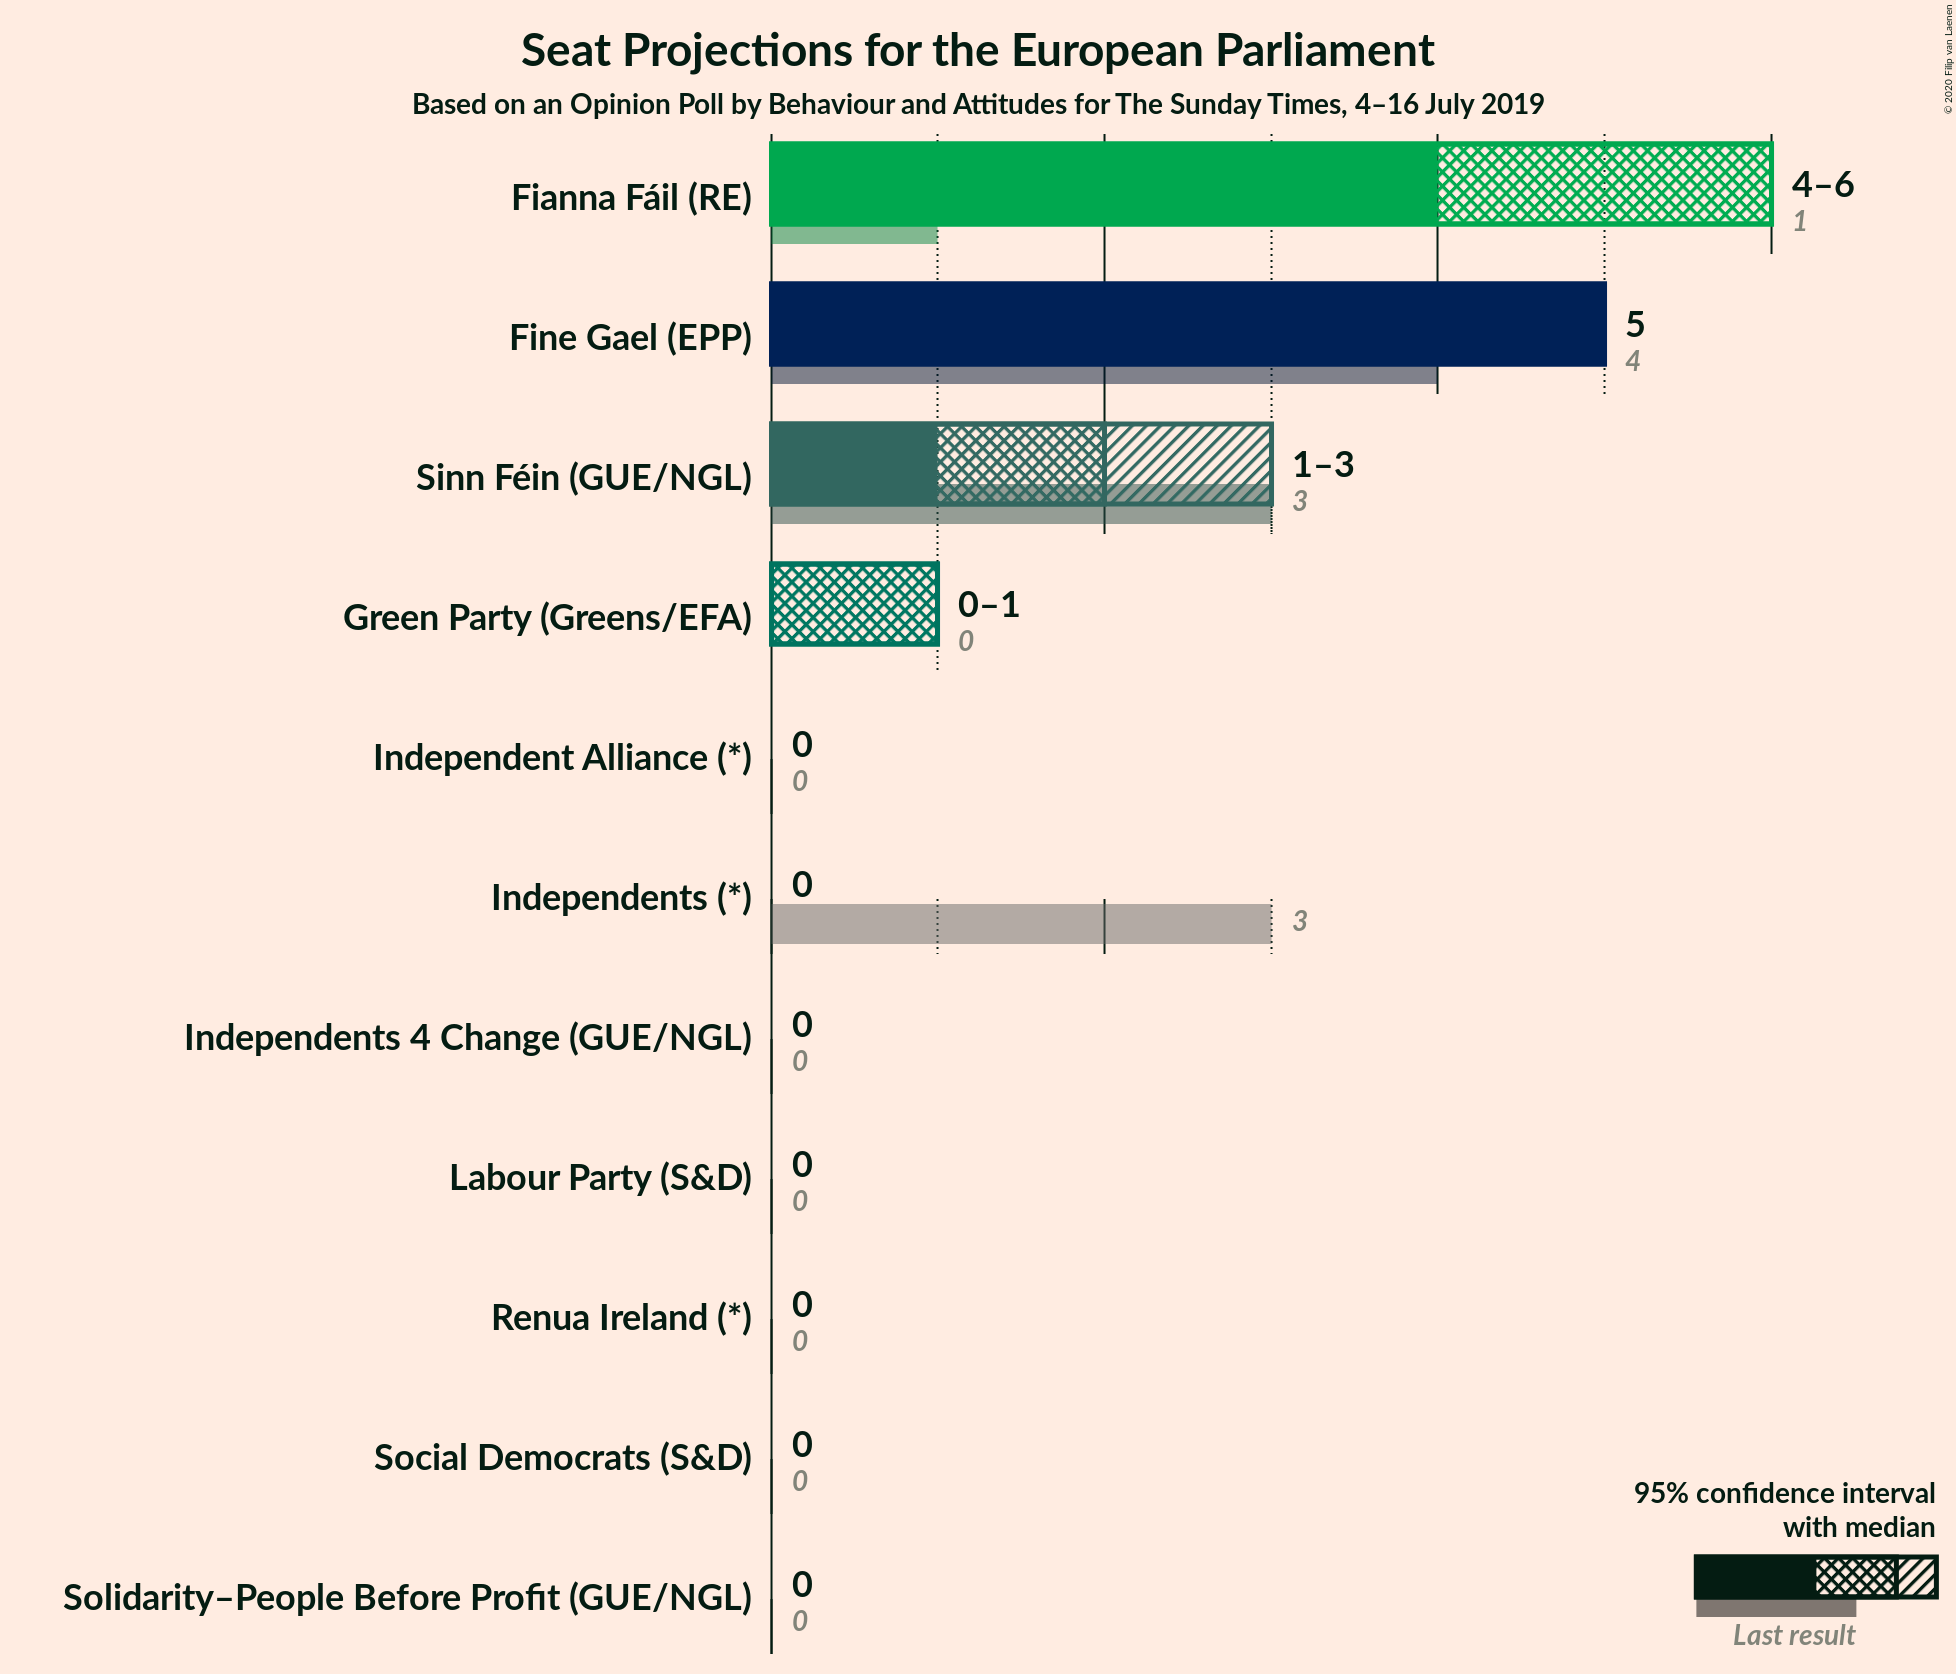 Seat Projections for the European Parliament
Based on an Opinion Poll by Behaviour and Attitudes for The Sunday Times, 4–16 July 2019
© 2020 Filip van Laenen
Fianna Fáil (RE)
4–6
1
Fine Gael (EPP)
5
4
Sinn Féin (GUE/NGL)
1–3
3
Green Party (Greens/EFA)
0–1
0
Independent Alliance (*)
0
0
Independents (*)
0
3
Independents 4 Change (GUE/NGL)
0
0
Labour Party (S&D)
0
0
Renua Ireland (*)
0
0
Social Democrats (S&D)
0
0
Solidarity–People Before Profit (GUE/NGL)
0
0
95% confidence interval
with median
Last result